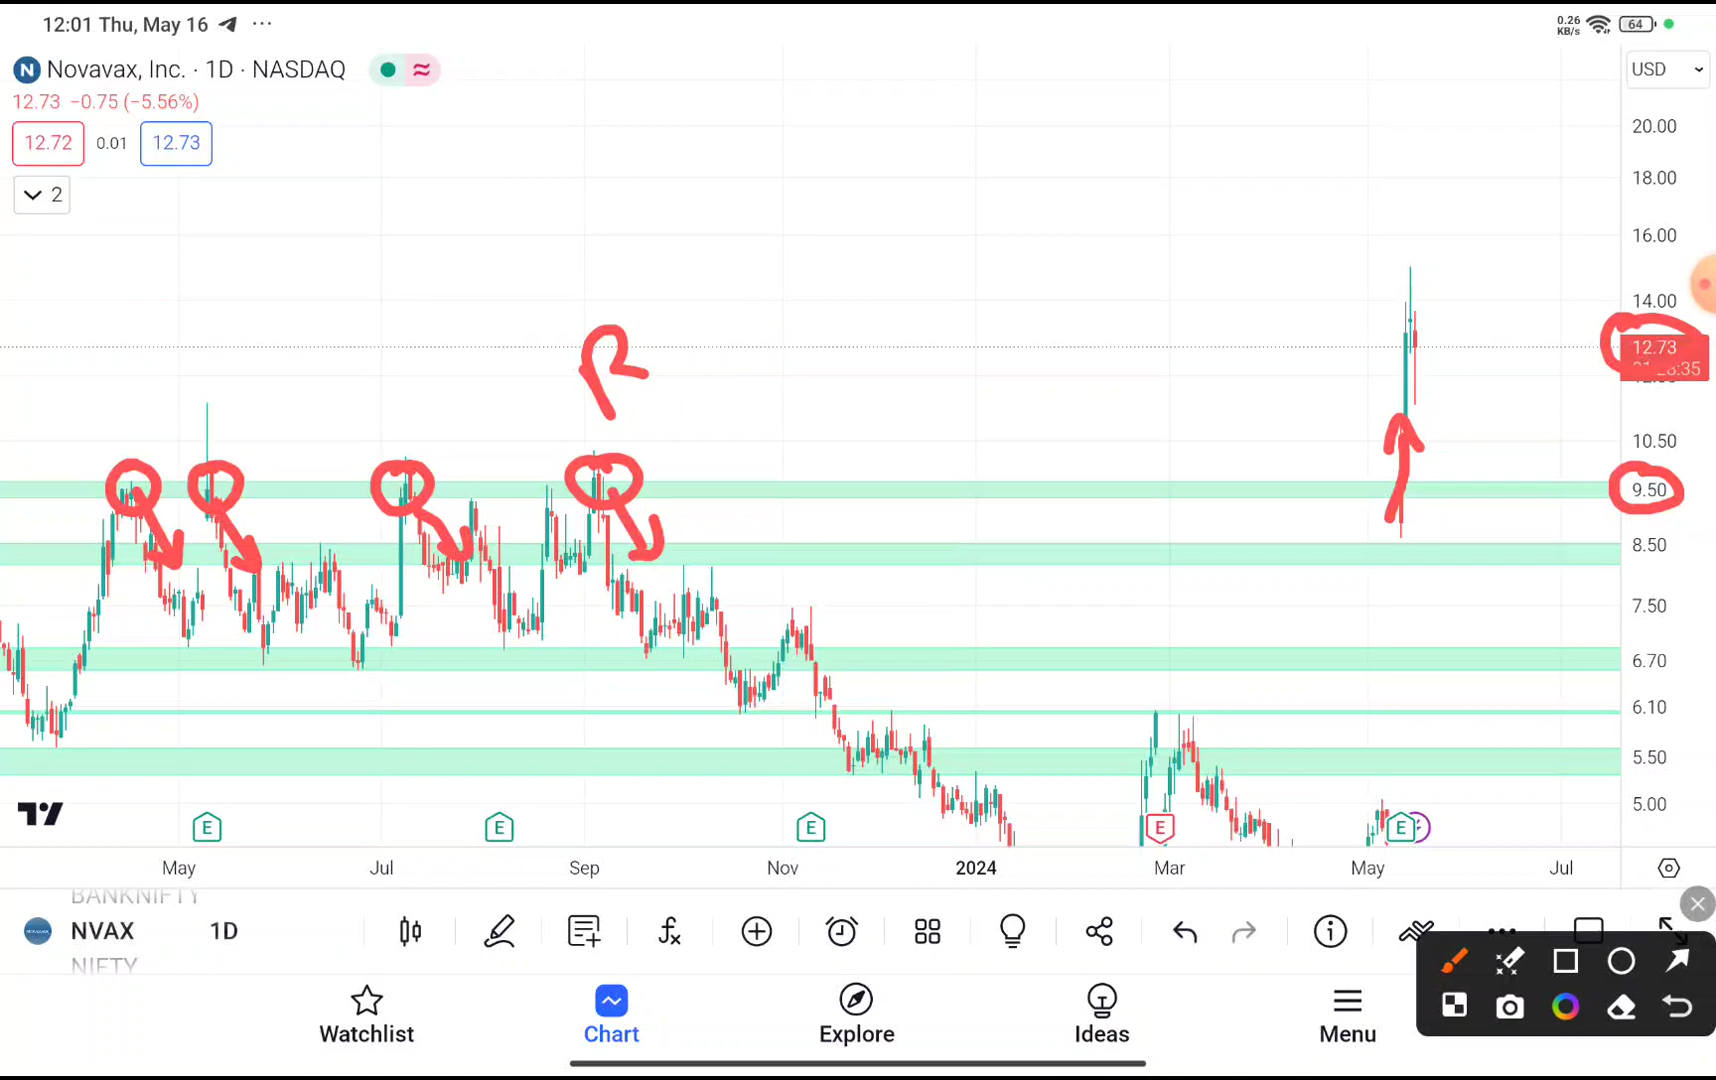 12:01 Thu, May 16 ...
0.26
KB/s
64
N Novavax, Inc. · 1D · NASDAQ
USD
12.73 −0.75 (−5.56%)
12.72 0.01 12.73
2
20.00
18.00
16.00
14.00
12.73
R
10.50
9.50
8.50
7.50
6.70
6.10
5.50
5.00
E E E E E
May Jul Sep Nov 2024 Mar May Jul
BANKNIFTY
NVAX 1D
NIFTY
Watchlist Chart Explore Ideas Menu